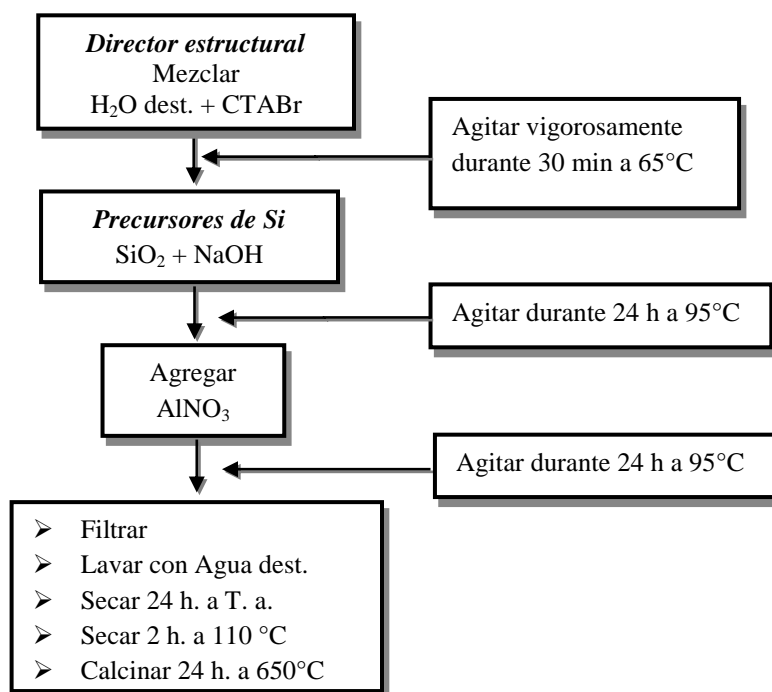 Director estructural
Mezclar
H₂O dest. + CTABr
Agitar vigorosamente
durante 30 min a 65°C
Precursores de Si
SiO₂ + NaOH
Agitar durante 24 h a 95°C
Agregar
AlNO₃
Agitar durante 24 h a 95°C
➢ Filtrar
➢ Lavar con Agua dest.
➢ Secar 24 h. a T. a.
➢ Secar 2 h. a 110 °C
➢ Calcinar 24 h. a 650°C